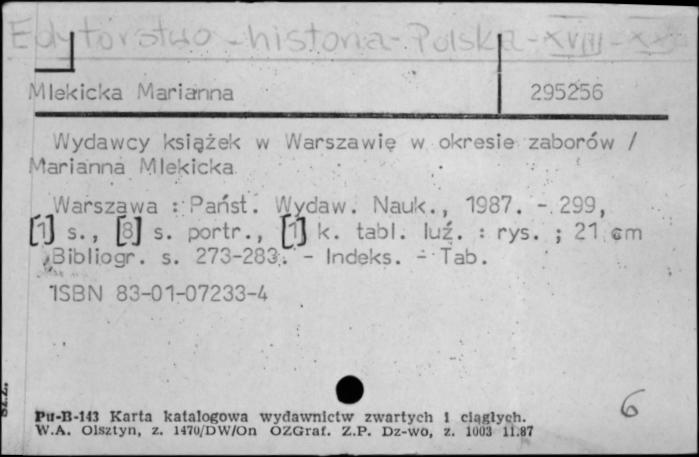 Edytorstwo - historia - Polska - XVIII - XX
Mlekicka Marianna 295256
Wydawcy książek w Warszawie w okresie zaborów /
Marianna Mlekicka
Warszawa : Państ. Wydaw. Nauk., 1987. - 299,
[1] s., [8] s. portr., [1] k. tabl. luź. : rys. ; 21 cm
Bibliogr. s. 273-283. - Indeks. - Tab.
ISBN 83-01-07233-4
6
Pu-B-143 Karta katalogowa wydawnictw zwartych i ciągłych.
W.A. Olsztyn, z. 1470/DW/On OZGraf. Z.P. Dz-wo, z. 1003 11.87